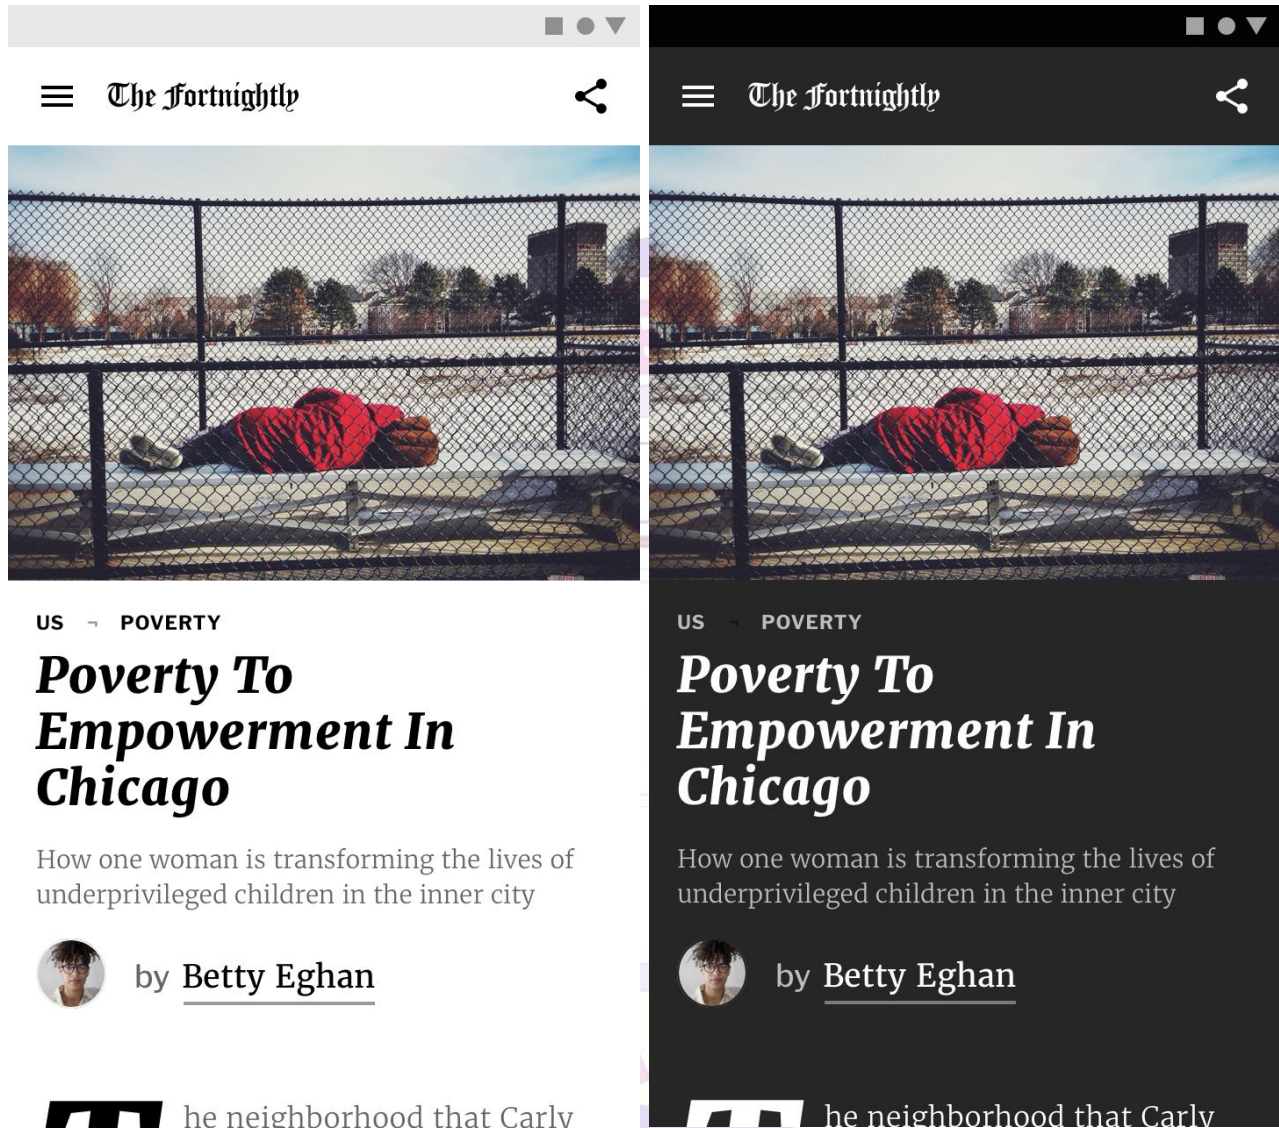 The Fortnightly
US ¬ POVERTY
Poverty To
Empowerment In
Chicago
How one woman is transforming the lives of
underprivileged children in the inner city
by Betty Eghan
The neighborhood that Carly
The Fortnightly
US ¬ POVERTY
Poverty To
Empowerment In
Chicago
How one woman is transforming the lives of
underprivileged children in the inner city
by Betty Eghan
The neighborhood that Carly